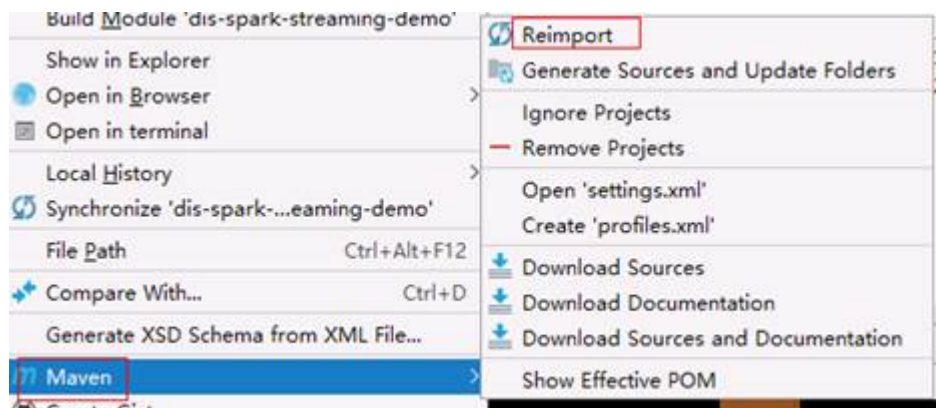 Build Module 'dis-spark-streaming-demo'
Show in Explorer
Open in Browser
Open in terminal
Local History
Synchronize 'dis-spark-...eaming-demo'
File Path Ctrl+Alt+F12
Compare With... Ctrl+D
Generate XSD Schema from XML File...
Maven
Reimport
Generate Sources and Update Folders
Ignore Projects
Remove Projects
Open 'settings.xml'
Create 'profiles.xml'
Download Sources
Download Documentation
Download Sources and Documentation
Show Effective POM